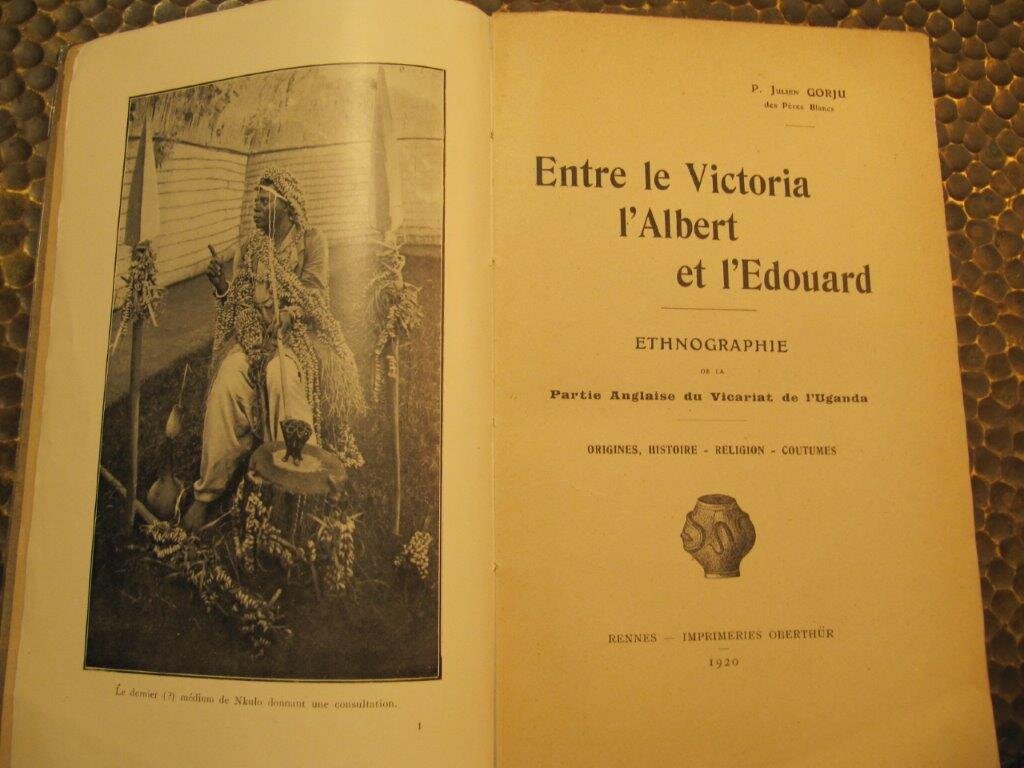 Le dernier (?) médium de Nkulo donnant une consultation.
1
P. Julien GORJU
des Pères Blancs
Entre le Victoria
l'Albert
et l'Edouard
ETHNOGRAPHIE
DE LA
Partie Anglaise du Vicariat de l'Uganda
ORIGINES, HISTOIRE - RELIGION - COUTUMES
RENNES — IMPRIMERIES OBERTHÜR
1920